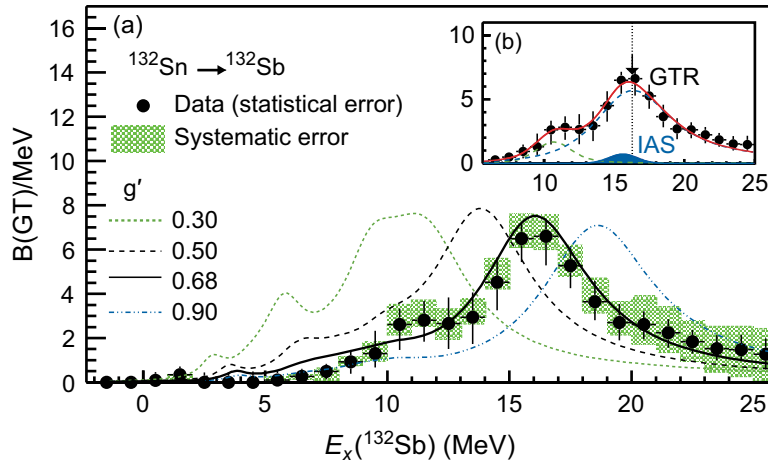 (a)
¹³²Sn → ¹³²Sb
Data (statistical error)
Systematic error
g′
0.30
0.50
0.68
0.90
B(GT)/MeV
16
14
12
10
8
6
4
2
0
0 5 10 15 20 25
Eₓ(¹³²Sb) (MeV)
(b)
GTR
IAS
10
5
0
10 15 20 25